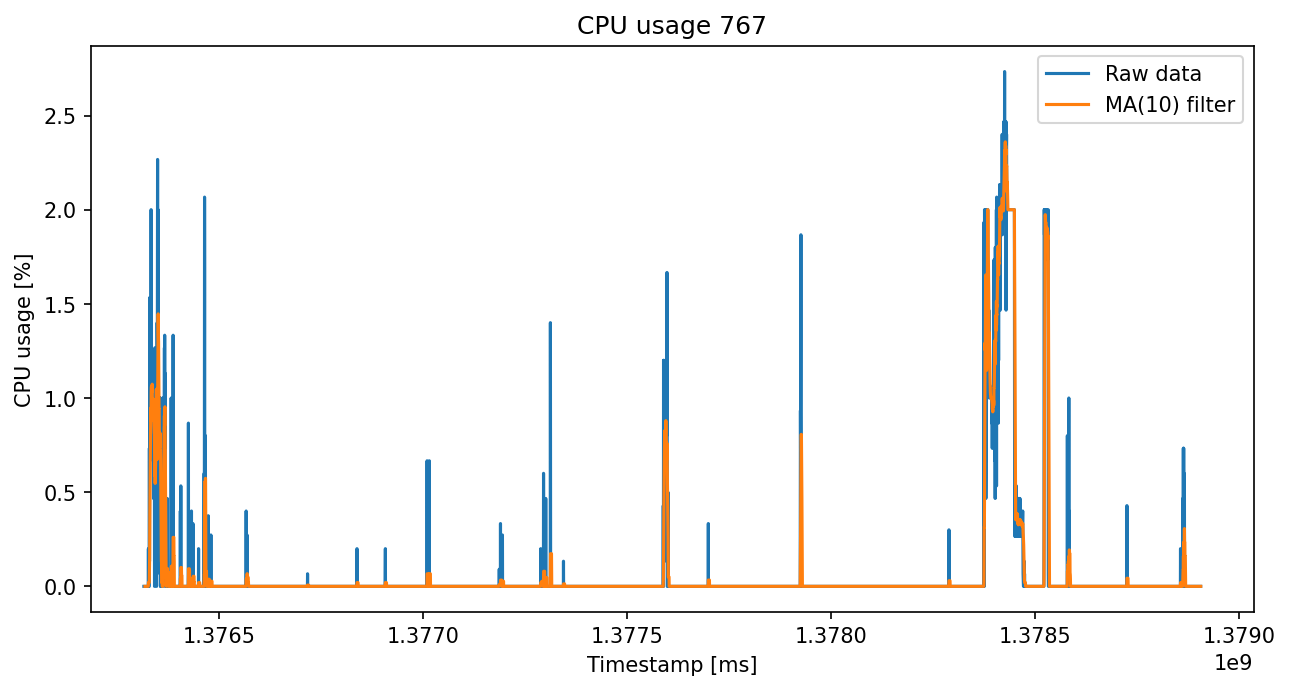 CPU usage 767
Raw data
MA(10) filter
CPU usage [%]
2.5
2.0
1.5
1.0
0.5
0.0
1.3765 1.3770 1.3775 1.3780 1.3785 1.3790
1e9
Timestamp [ms]